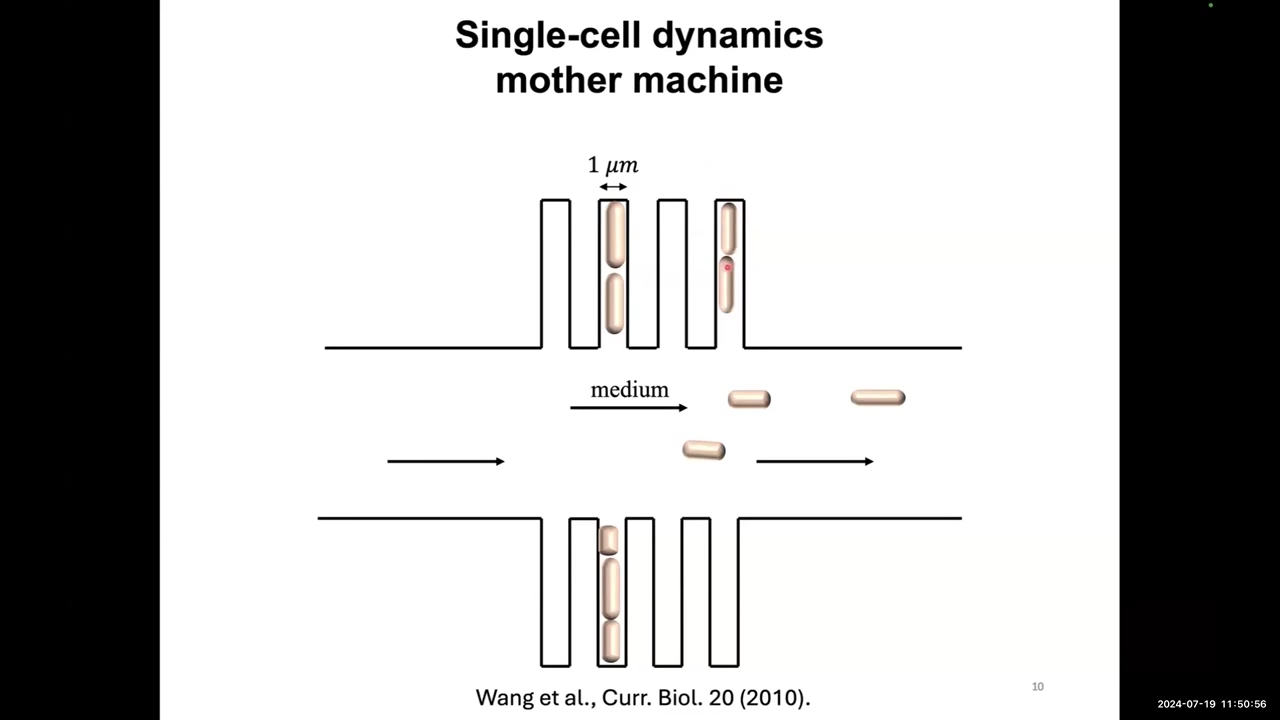 Single-cell dynamics
mother machine
1 μm
medium
Wang et al., Curr. Biol. 20 (2010).
10
2024-07-19 11:50:56